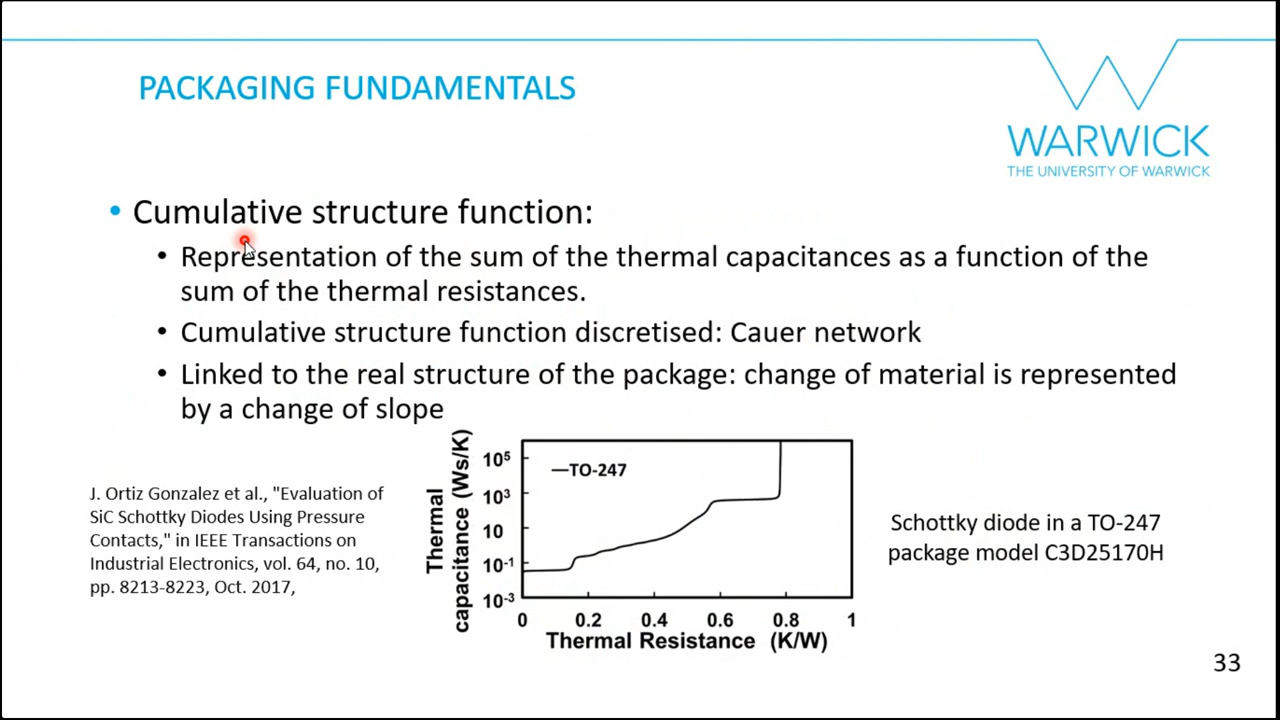 PACKAGING FUNDAMENTALS
WARWICK
THE UNIVERSITY OF WARWICK
• Cumulative structure function:
• Representation of the sum of the thermal capacitances as a function of the
sum of the thermal resistances.
• Cumulative structure function discretised: Cauer network
• Linked to the real structure of the package: change of material is represented
by a change of slope
J. Ortiz Gonzalez et al., "Evaluation of
SiC Schottky Diodes Using Pressure
Contacts," in IEEE Transactions on
Industrial Electronics, vol. 64, no. 10,
pp. 8213-8223, Oct. 2017,
Thermal
capacitance (Ws/K)
10⁵
10³
10
10⁻¹
10⁻³
—TO-247
0 0.2 0.4 0.6 0.8 1
Thermal Resistance (K/W)
Schottky diode in a TO-247
package model C3D25170H
33